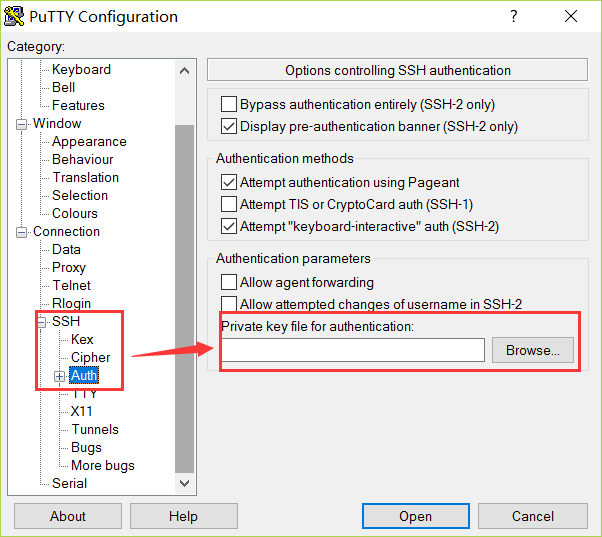 PuTTY Configuration
Category:
Keyboard
Bell
Features
Window
Appearance
Behaviour
Translation
Selection
Colours
Connection
Data
Proxy
Telnet
Rlogin
SSH
Kex
Cipher
Auth
TTY
X11
Tunnels
Bugs
More bugs
Serial
Options controlling SSH authentication
Bypass authentication entirely (SSH-2 only)
Display pre-authentication banner (SSH-2 only)
Authentication methods
Attempt authentication using Pageant
Attempt TIS or CryptoCard auth (SSH-1)
Attempt "keyboard-interactive" auth (SSH-2)
Authentication parameters
Allow agent forwarding
Allow attempted changes of username in SSH-2
Private key file for authentication:
Browse...
About
Help
Open
Cancel